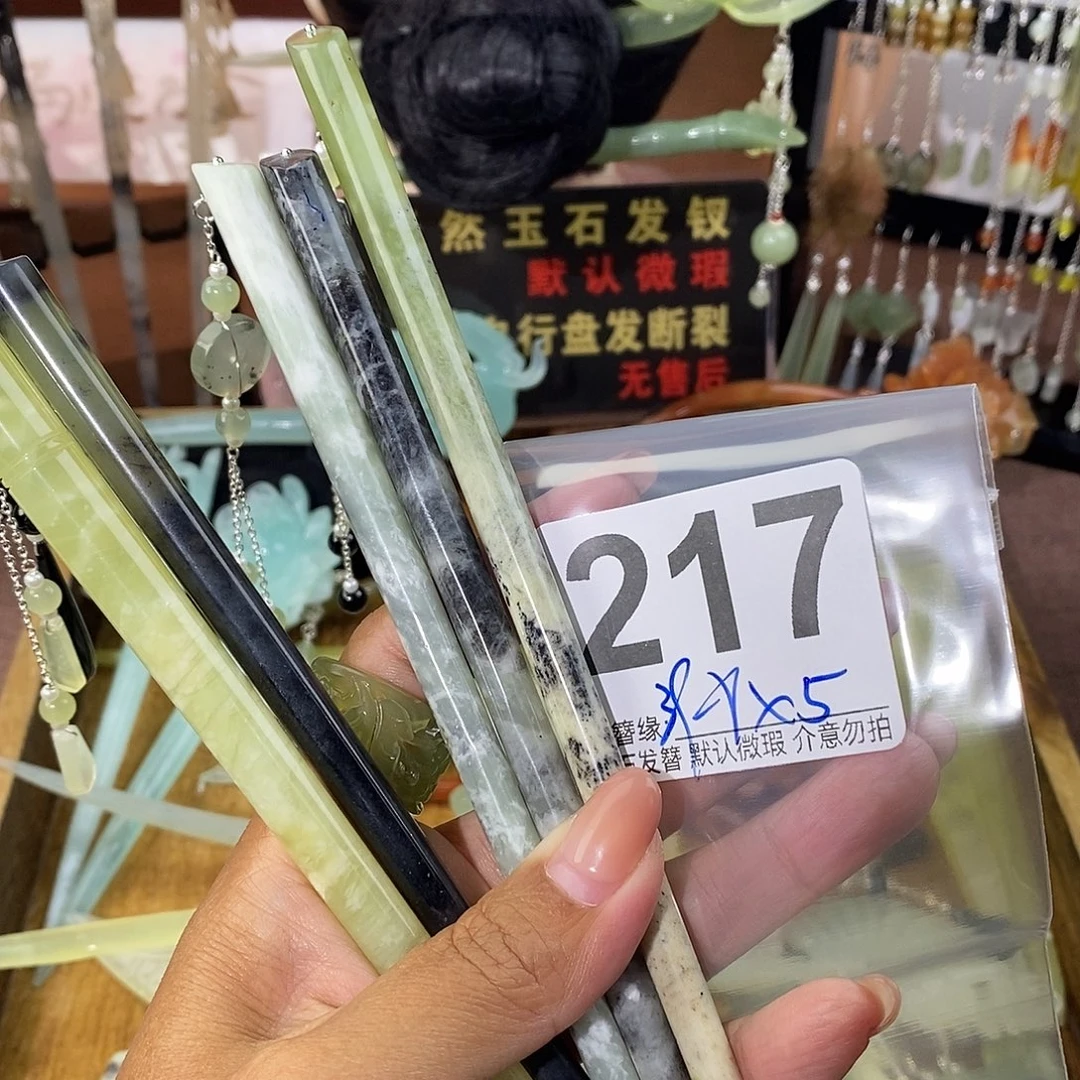 然玉石发钗
默认微瑕
行盘发断裂
无售后
217
x5
簪缘
发簪 默认微瑕 介意勿拍